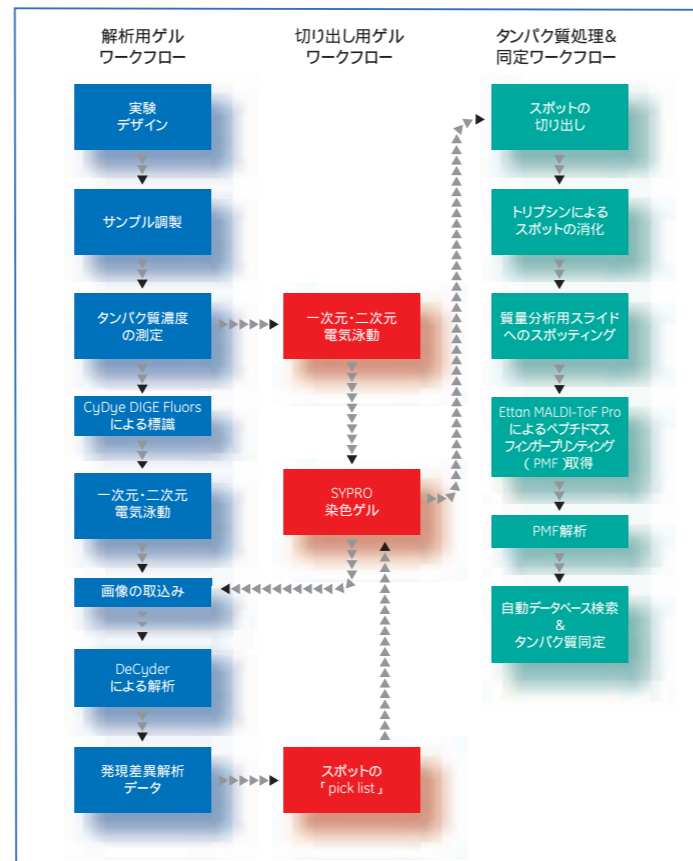 解析用ゲル
ワークフロー
実験
デザイン
サンプル調製
タンパク質濃度
の測定
CyDye DIGE Fluors
による標識
一次元・二次元
電気泳動
画像の取込み
DeCyder
による解析
発現差異解析
データ
切り出し用ゲル
ワークフロー
一次元・二次元
電気泳動
SYPRO
染色ゲル
スポットの
「pick list」
タンパク質処理&
同定ワークフロー
スポットの
切り出し
トリプシンによる
スポットの消化
質量分析用スライド
へのスポッティング
Ettan MALDI-ToF Pro
によるペプチドマス
フィンガープリンティング
(PMF)取得
PMF解析
自動データベース検索
&
タンパク質同定